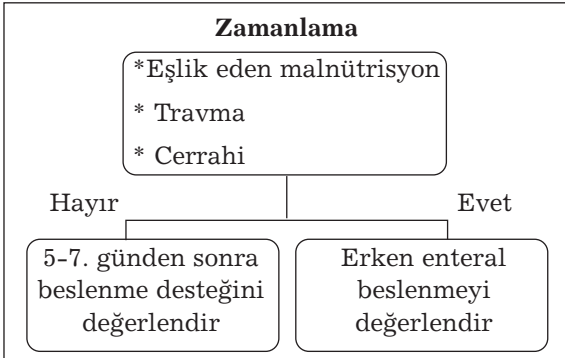 Zamanlama
*Eşlik eden malnütrisyon
* Travma
* Cerrahi
Hayır
Evet
5-7. günden sonra
beslenme desteğini
değerlendir
Erken enteral
beslenmeyi
değerlendir